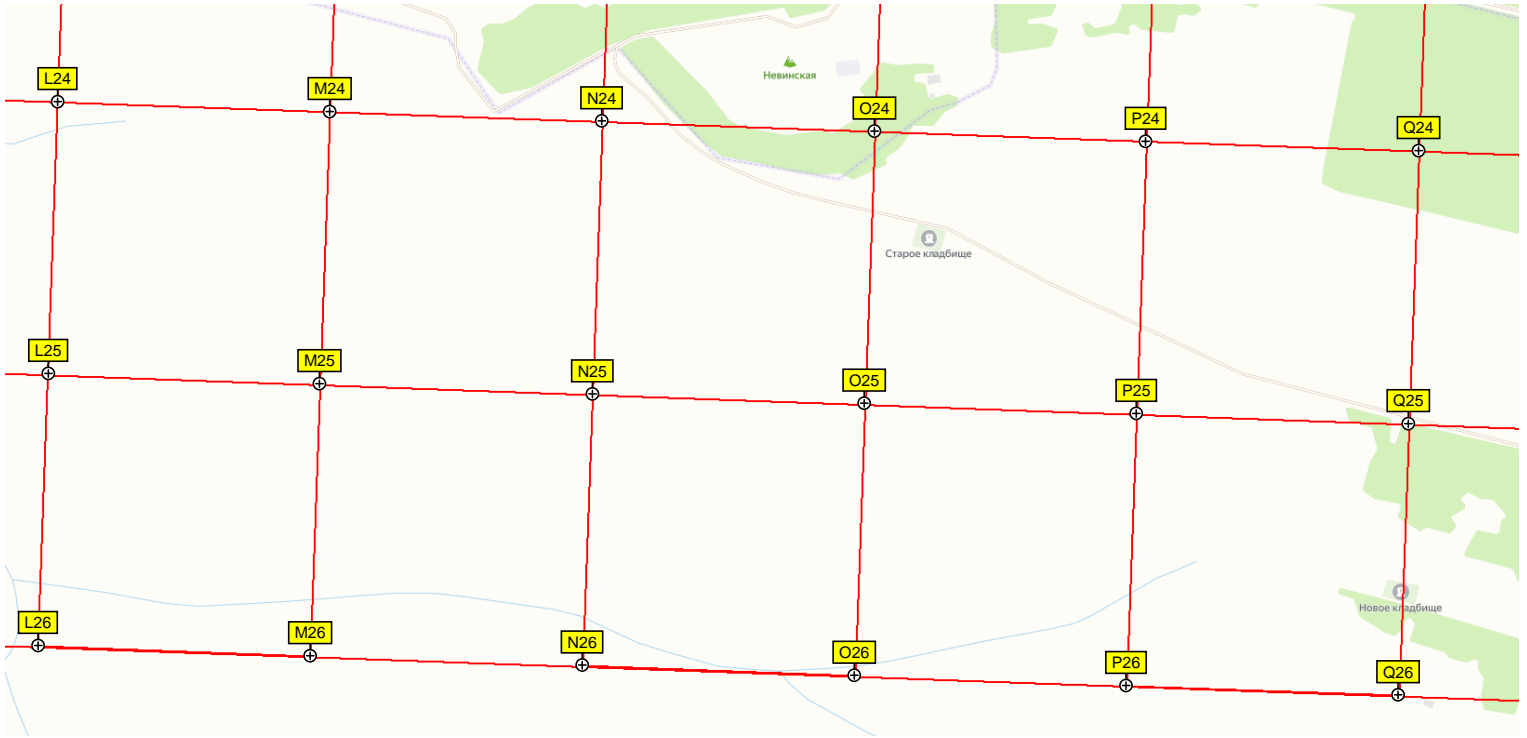 L24
M24
N24
O24
P24
Q24
Невинская
Старое кладбище
L25
M25
N25
O25
P25
Q25
Новое кладбище
L26
M26
N26
O26
P26
Q26